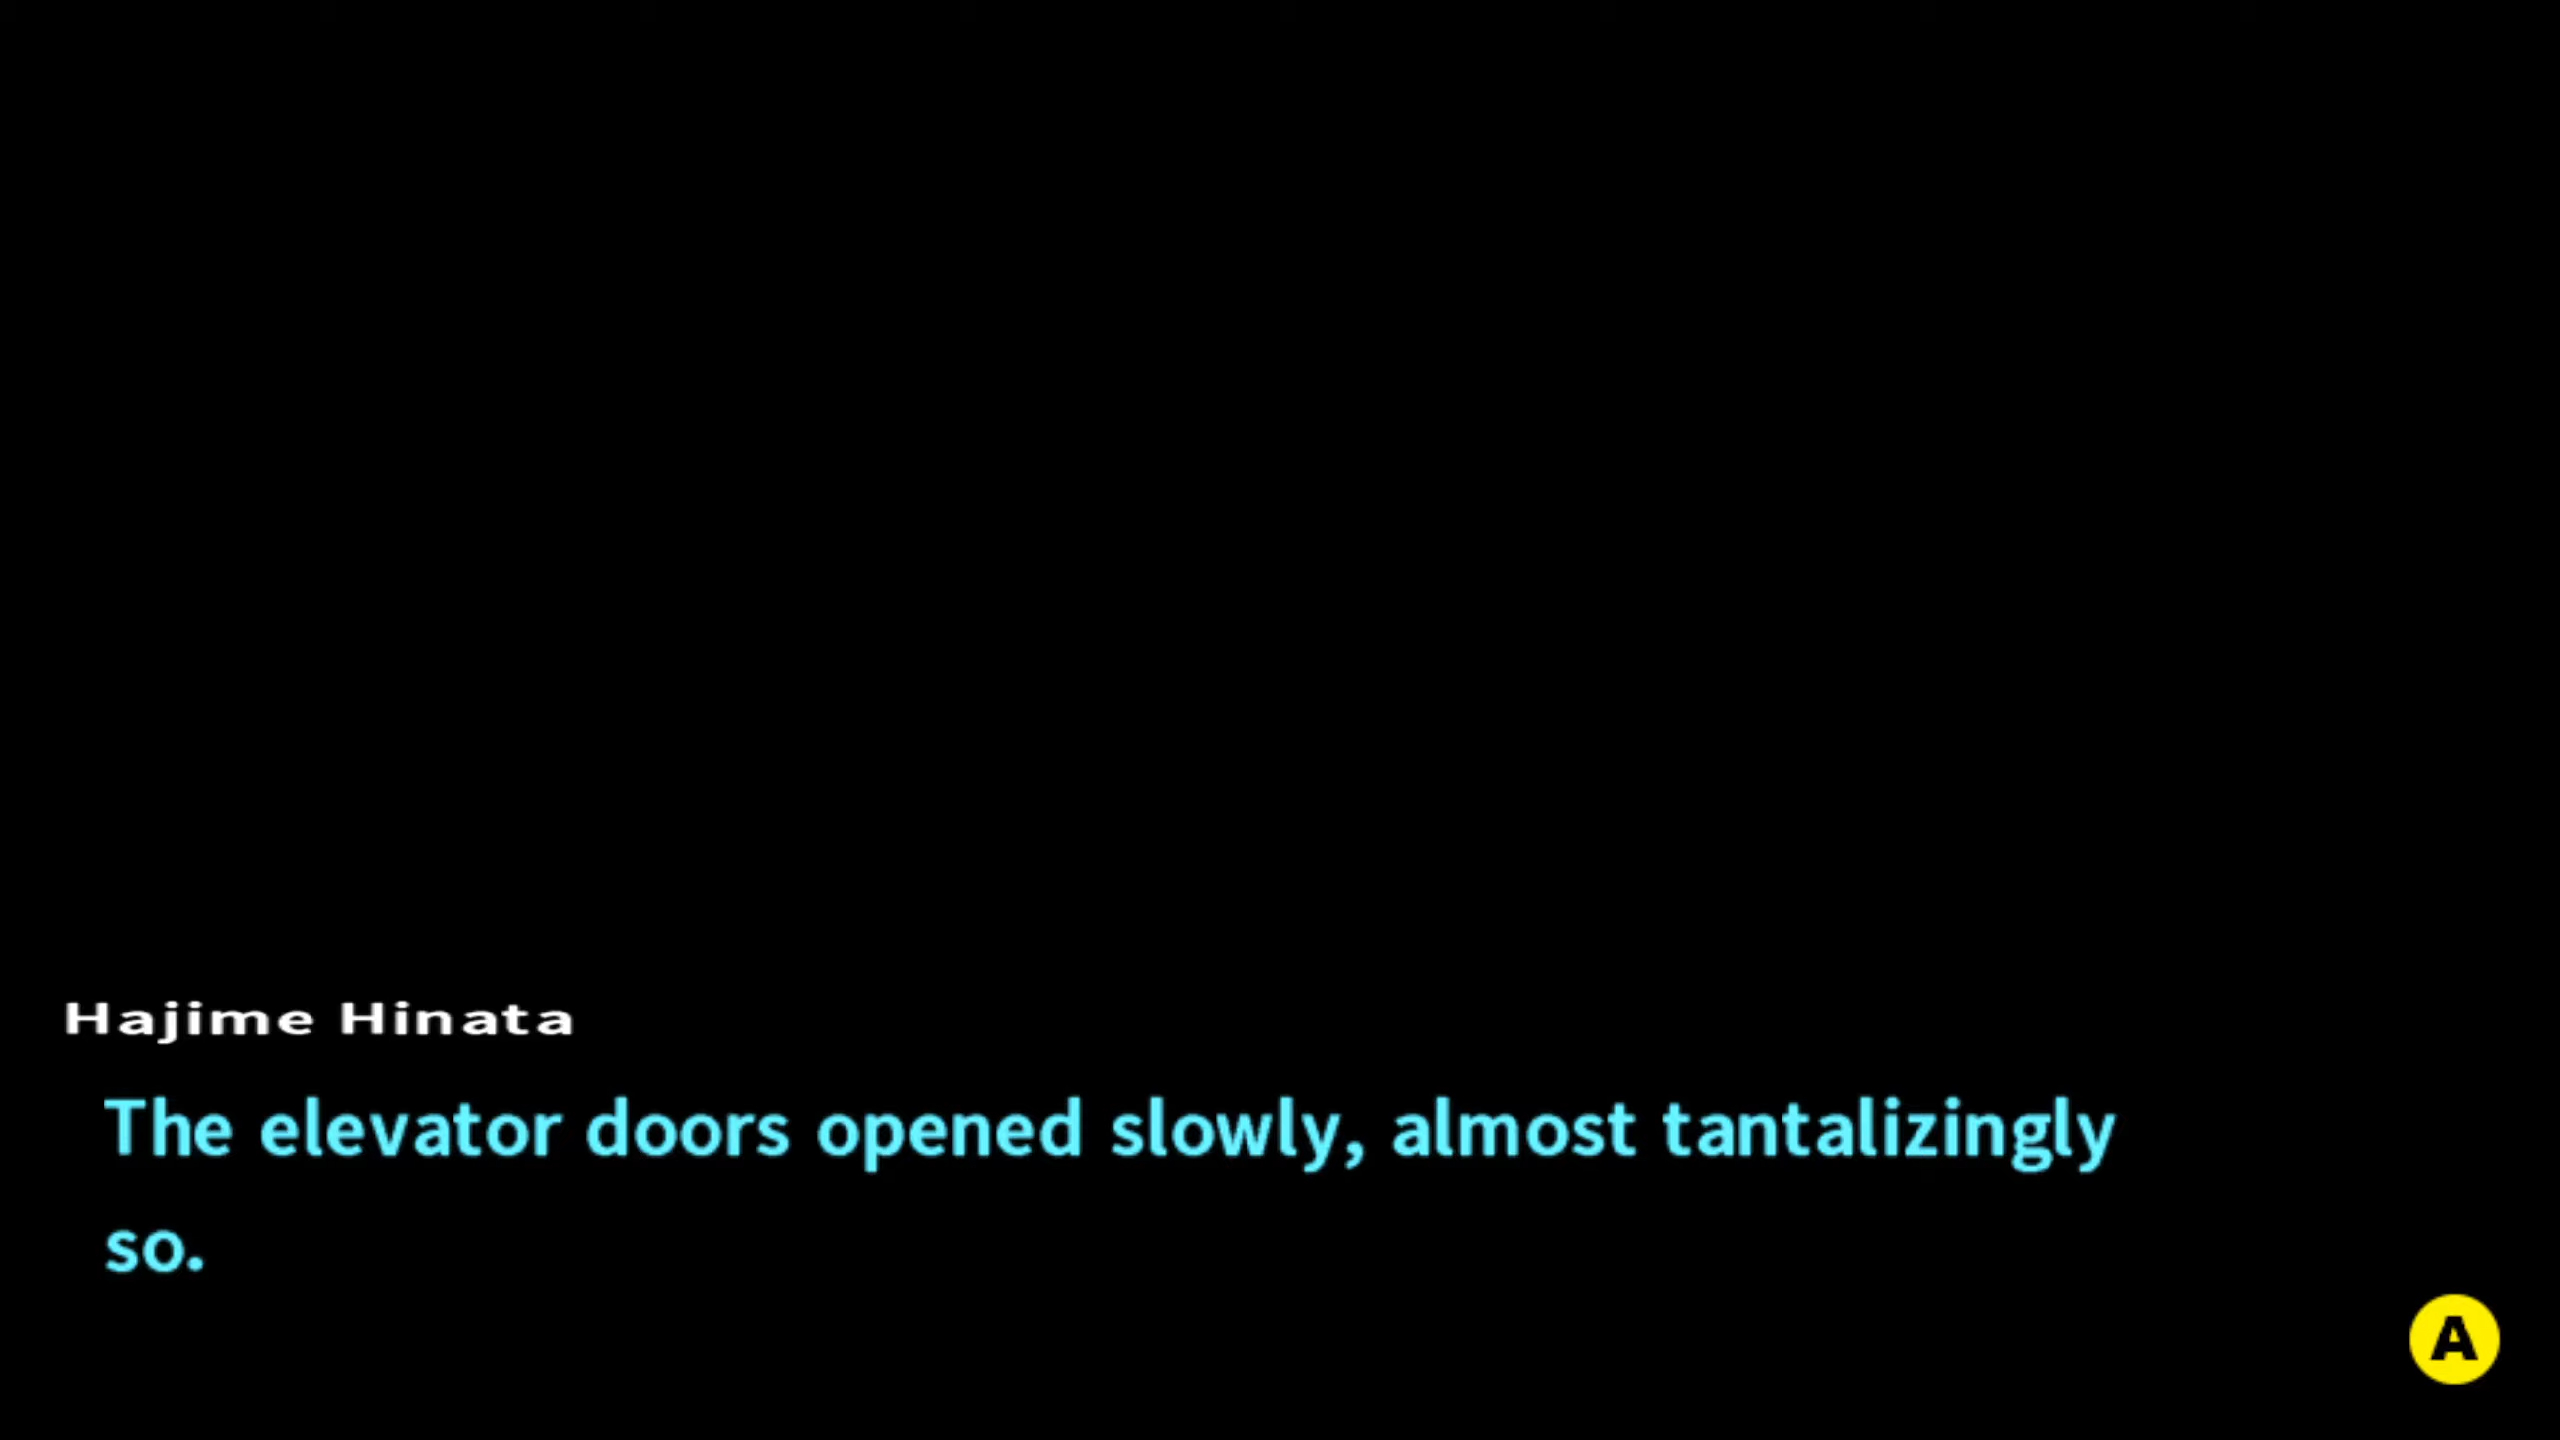 Hajime Hinata
The elevator doors opened slowly, almost tantalizingly
so.
A